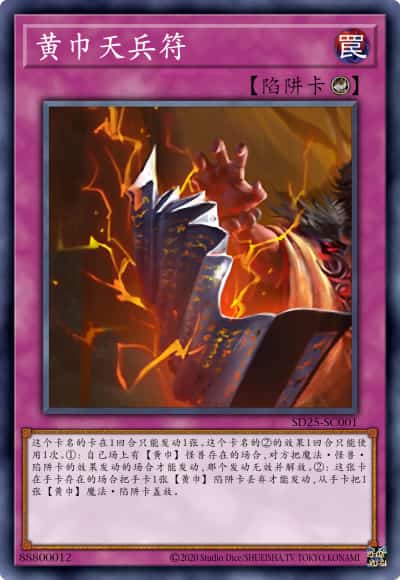 黄巾天兵符
罠
【陷阱卡】
SD25-SC001
这个卡名的卡在1回合只能发动1张。这个卡名的②的效果1回合只能使
用1次。①：自己场上有【黄巾】怪兽存在的场合，对方把魔法·怪兽·
陷阱卡的效果发动的场合才能发动，那个发动无效并解放。②：这张卡
在手卡存在的场合把手卡1张【黄巾】陷阱卡丢弃才能发动，从手卡把1
张【黄巾】魔法·陷阱卡盖放。
88800012
©2020 Studio Dice/SHUEISHA,TV TOKYO,KONAMI